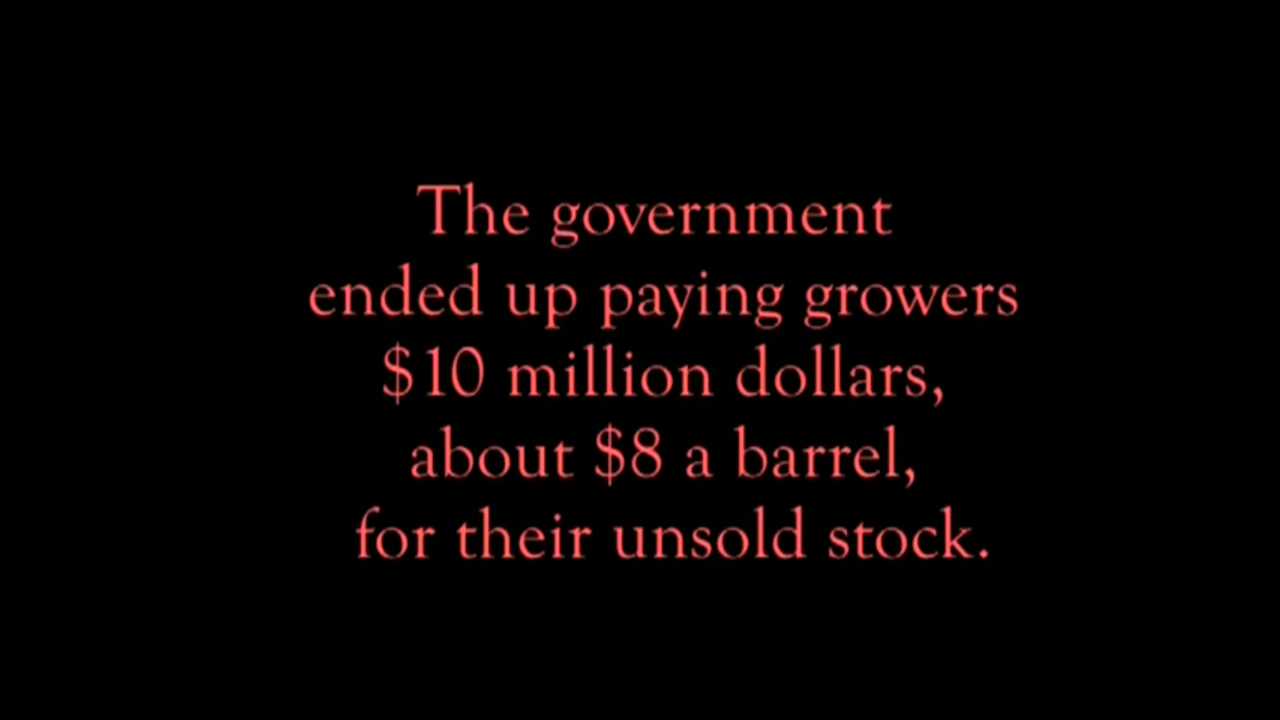 The government
ended up paying growers
$10 million dollars,
about $8 a barrel,
for their unsold stock.